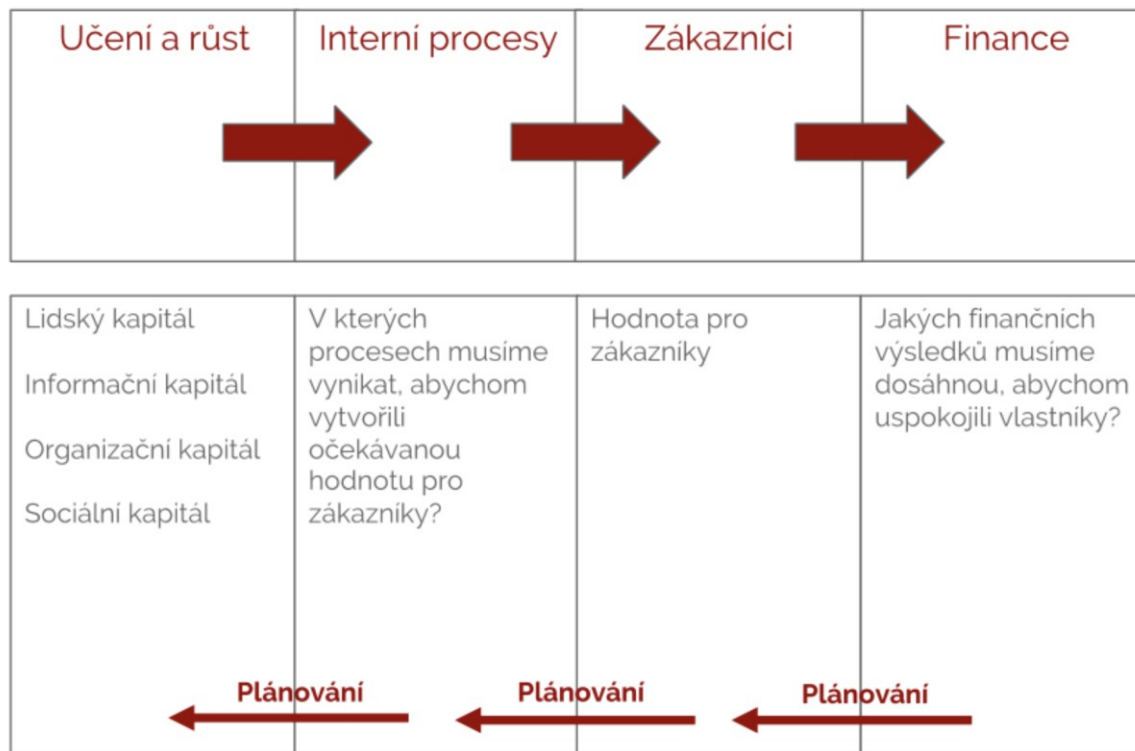 Učení a růst
Interní procesy
Zákazníci
Finance
Lidský kapitál
Informační kapitál
Organizační kapitál
Sociální kapitál
V kterých
procesech musíme
vynikat, abychom
vytvořili
očekávanou
hodnotu pro
zákazníky?
Hodnota pro
zákazníky
Jakých finančních
výsledků musíme
dosáhnou, abychom
uspokojili vlastníky?
Plánování
Plánování
Plánování